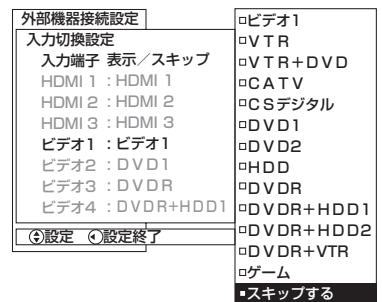 外部機器接続設定
入力切換設定
入力端子 表示／スキップ
HDMI 1 : HDMI 1
HDMI 2 : HDMI 2
HDMI 3 : HDMI 3
ビデオ1 : ビデオ1
ビデオ2 : DVD1
ビデオ3 : DVDR
ビデオ4 : DVDR+HDD1
設定 設定終了
ビデオ1
VTR
VTR+DVD
CATV
CSデジタル
DVD1
DVD2
HDD
DVDR
DVDR+HDD1
DVDR+HDD2
DVDR+VTR
ゲーム
スキップする